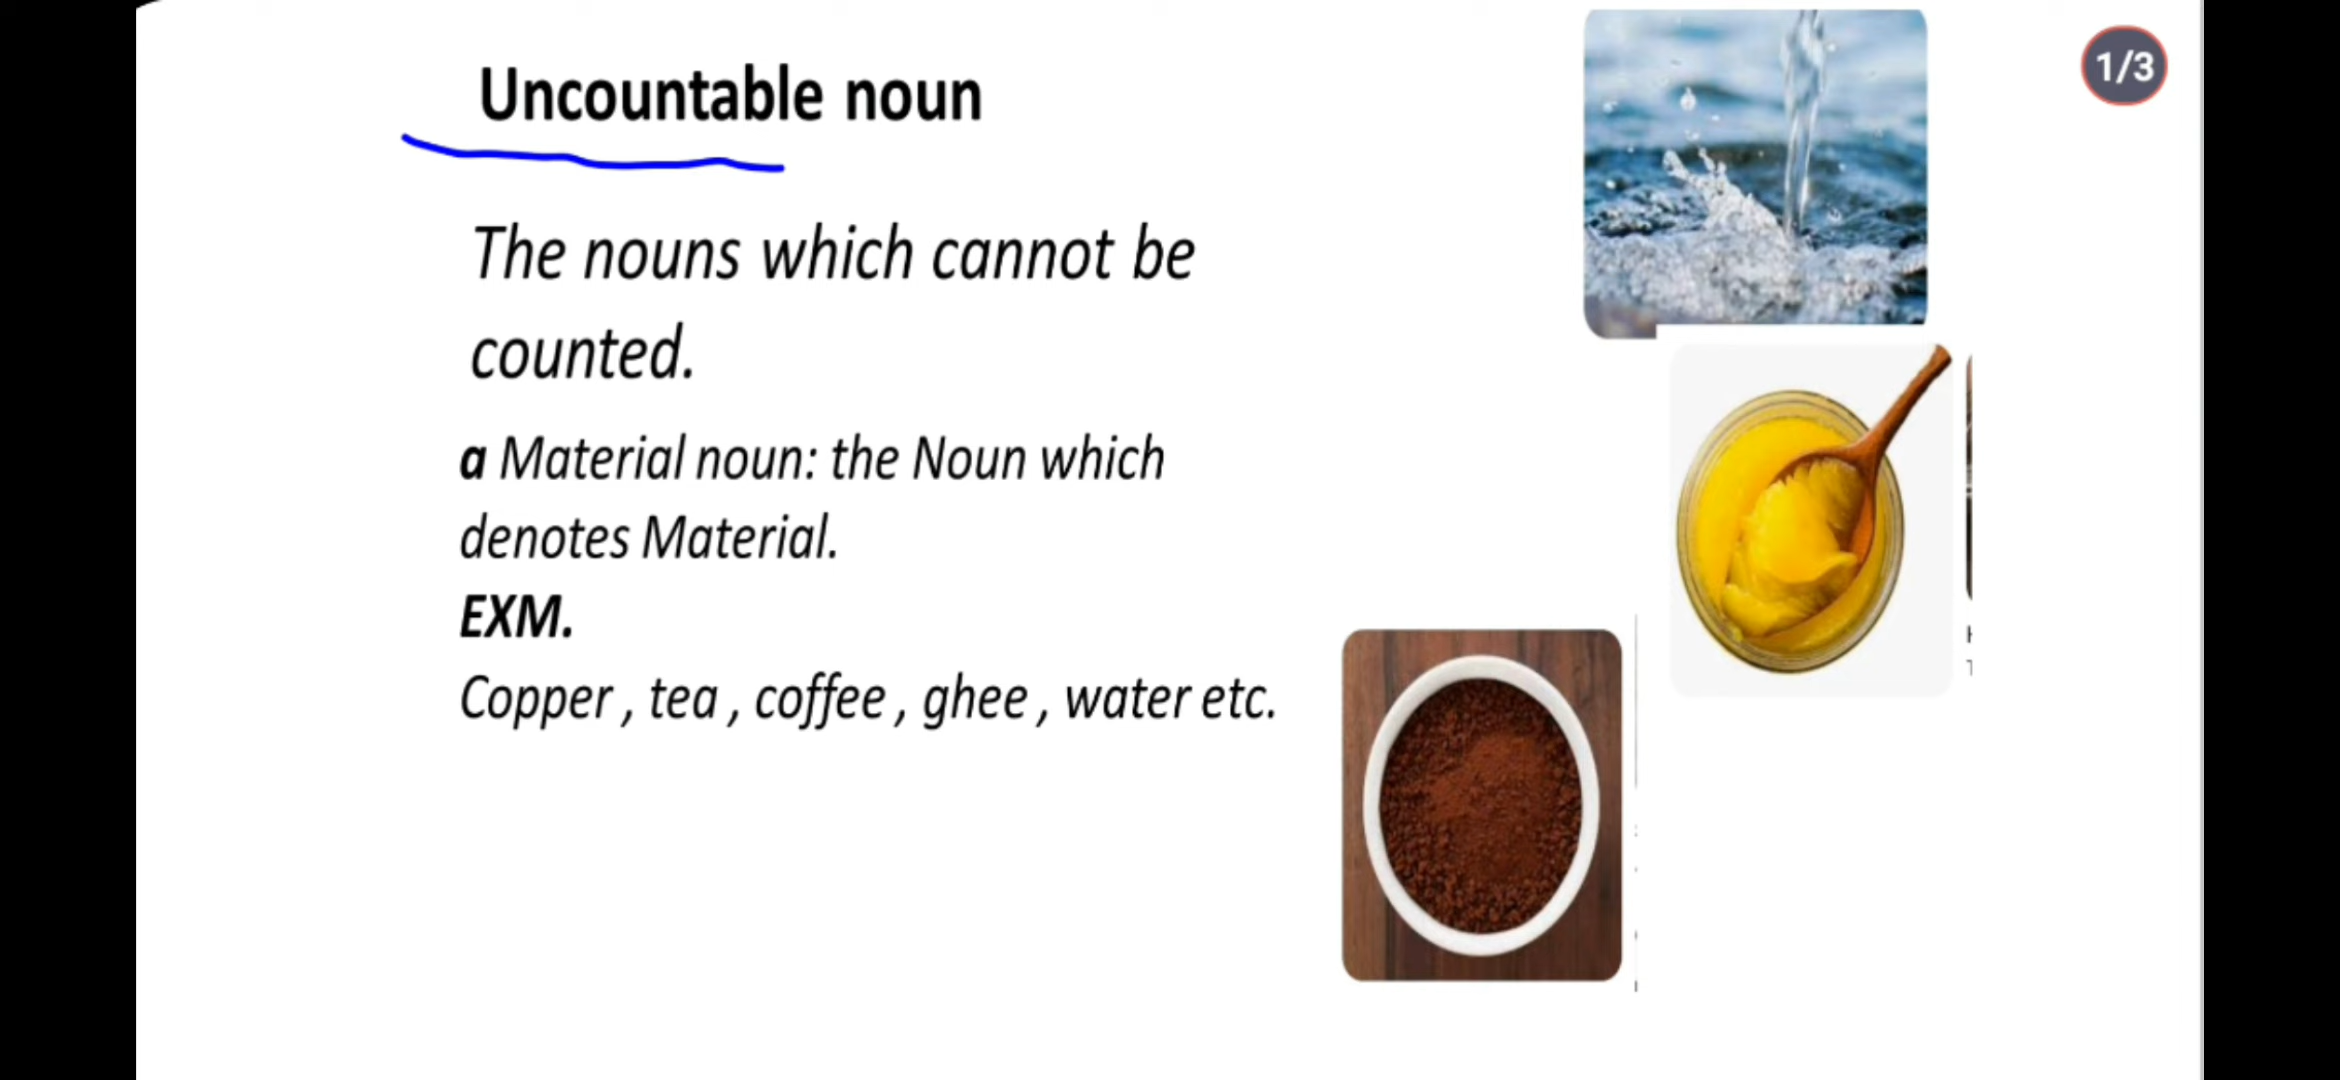 Uncountable noun
1/3
The nouns which cannot be
counted.
a Material noun: the Noun which
denotes Material.
EXM.
Copper , tea , coffee , ghee , water etc.